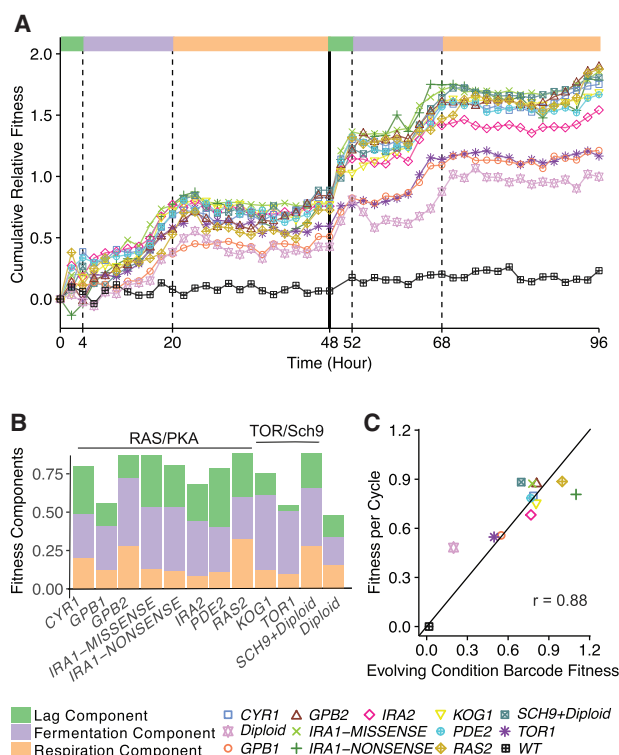 A
Cumulative Relative Fitness
2.0
1.5
1.0
0.5
0.0
0 4 20 48 52 68 96
Time (Hour)
B
RAS/PKA
TOR/Sch9
Fitness Components
0.75
0.50
0.25
0.00
CYR1
GPB1
GPB2
IRA1–MISSENSE
IRA1–NONSENSE
IRA2
PDE2
RAS2
KOG1
TOR1
SCH9+Diploid
Diploid
C
Fitness per Cycle
1.2
0.9
0.6
0.3
0.0
r = 0.88
0.0 0.3 0.6 0.9 1.2
Evolving Condition Barcode Fitness
Lag Component
Fermentation Component
Respiration Component
CYR1 GPB2 IRA2 KOG1 SCH9+Diploid
Diploid IRA1–MISSENSE PDE2 TOR1
GPB1 IRA1–NONSENSE RAS2 WT